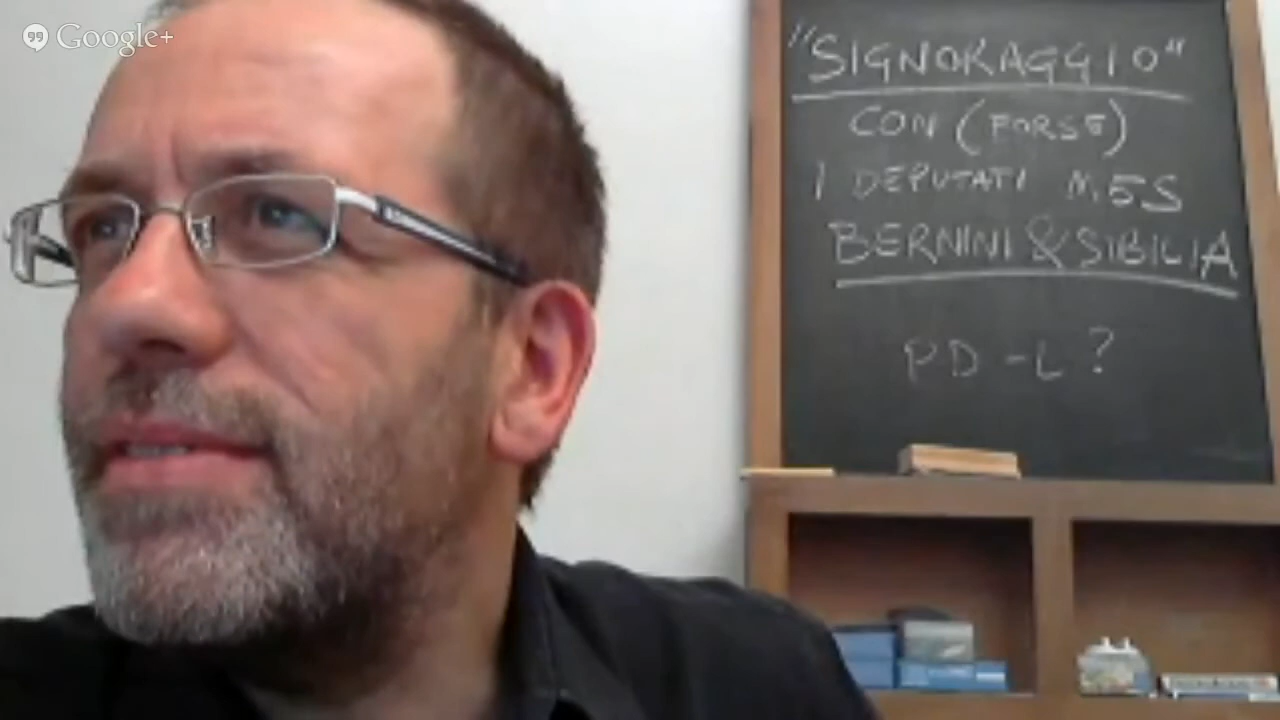 Google+
"SIGNORAGGIO"
CON (FORSE)
I DEPUTATI M5S
BERNINI & SIBILIA
PD-L?